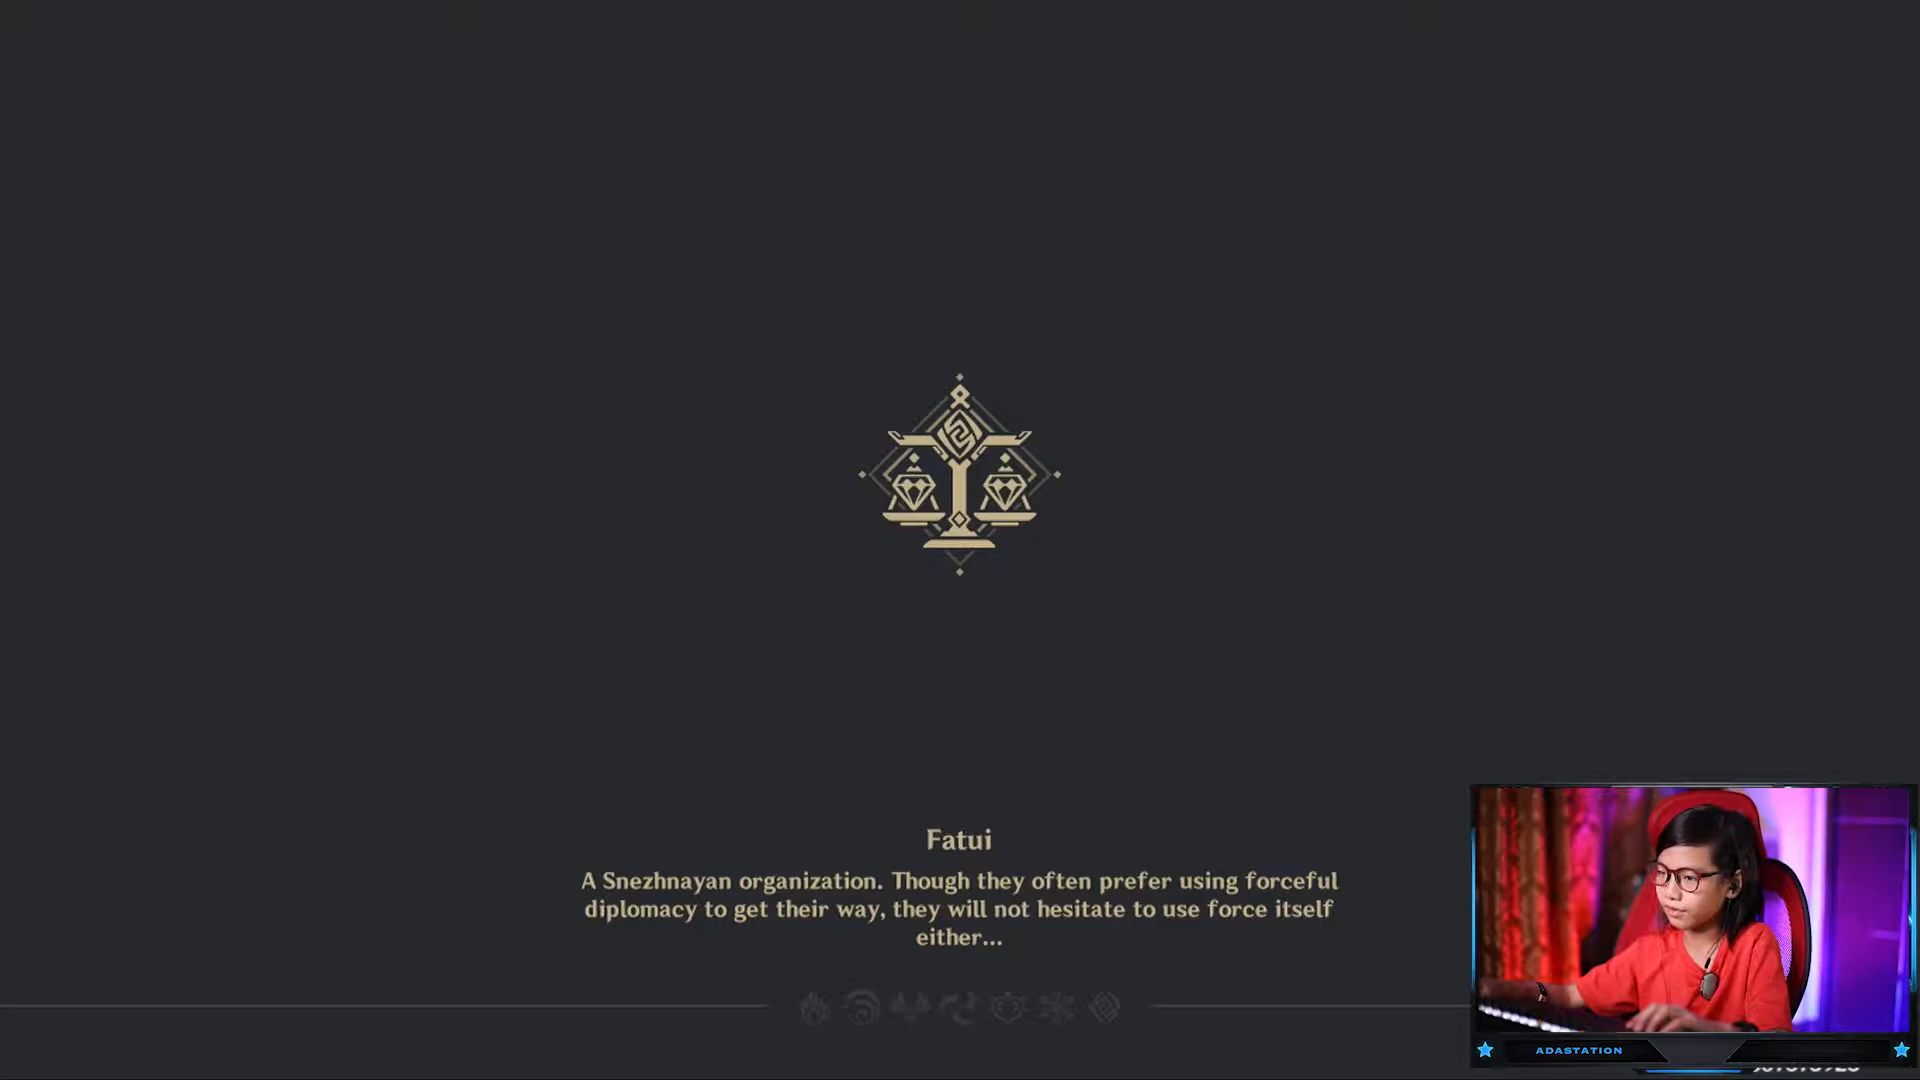 Fatui
A Snezhnayan organization. Though they often prefer using forceful
diplomacy to get their way, they will not hesitate to use force itself
either...
ADASTATION